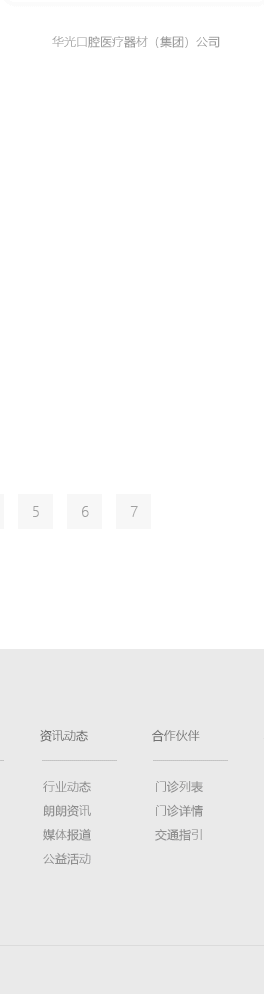 华光口腔医疗器材（集团）公司
5 6 7
资讯动态 合作伙伴
行业动态 门诊列表
朗朗资讯 门诊详情
媒体报道 交通指引
公益活动